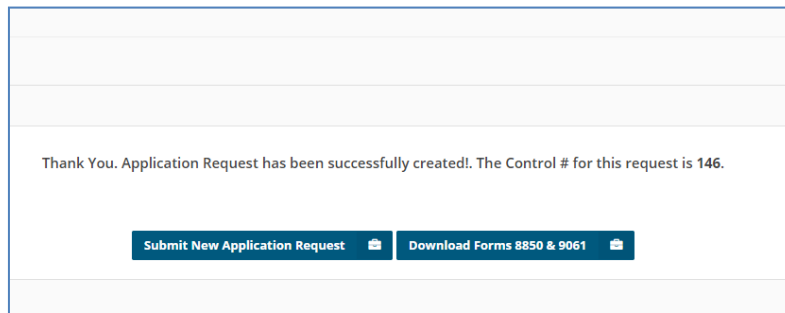 Thank You. Application Request has been successfully created!. The Control # for this request is 146.
Submit New Application Request Download Forms 8850 & 9061